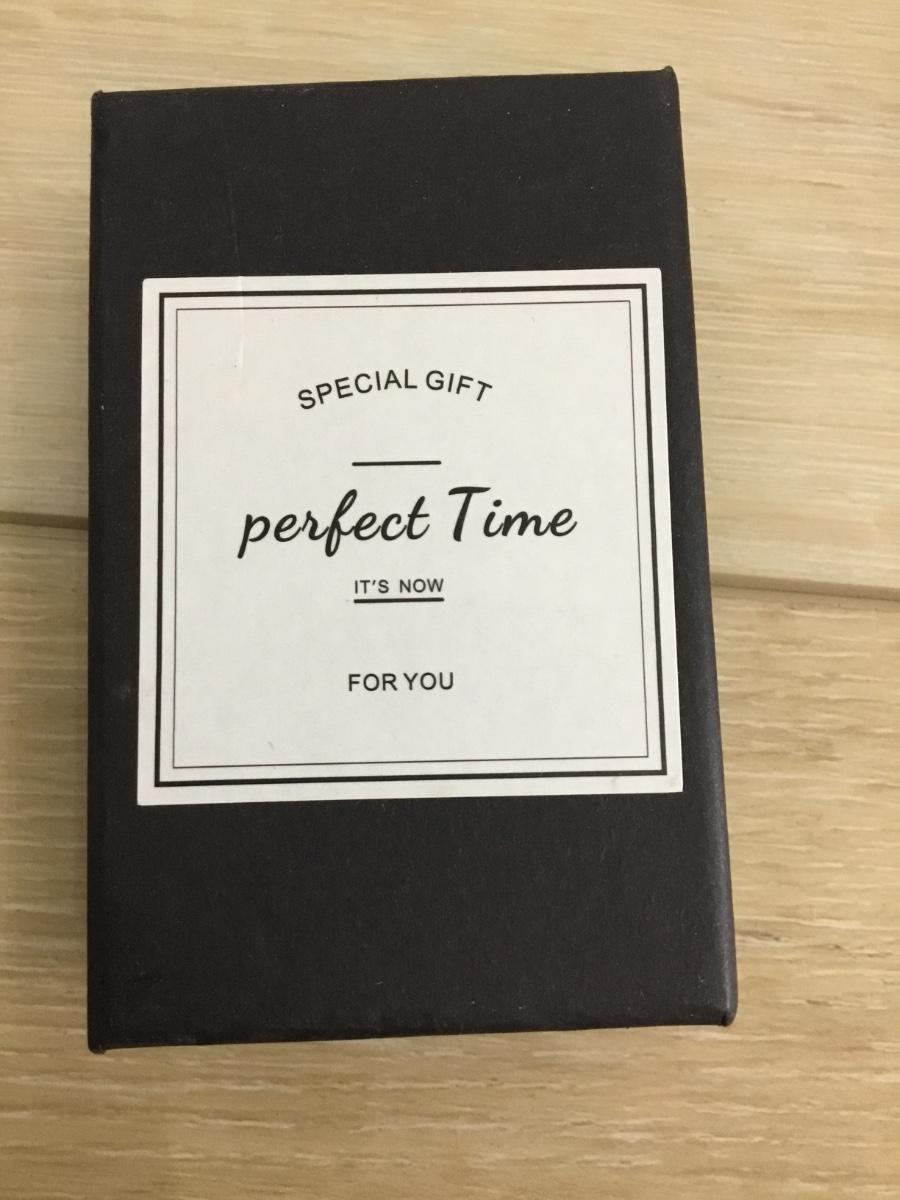 SPECIAL GIFT
perfect Time
IT'S NOW
FOR YOU